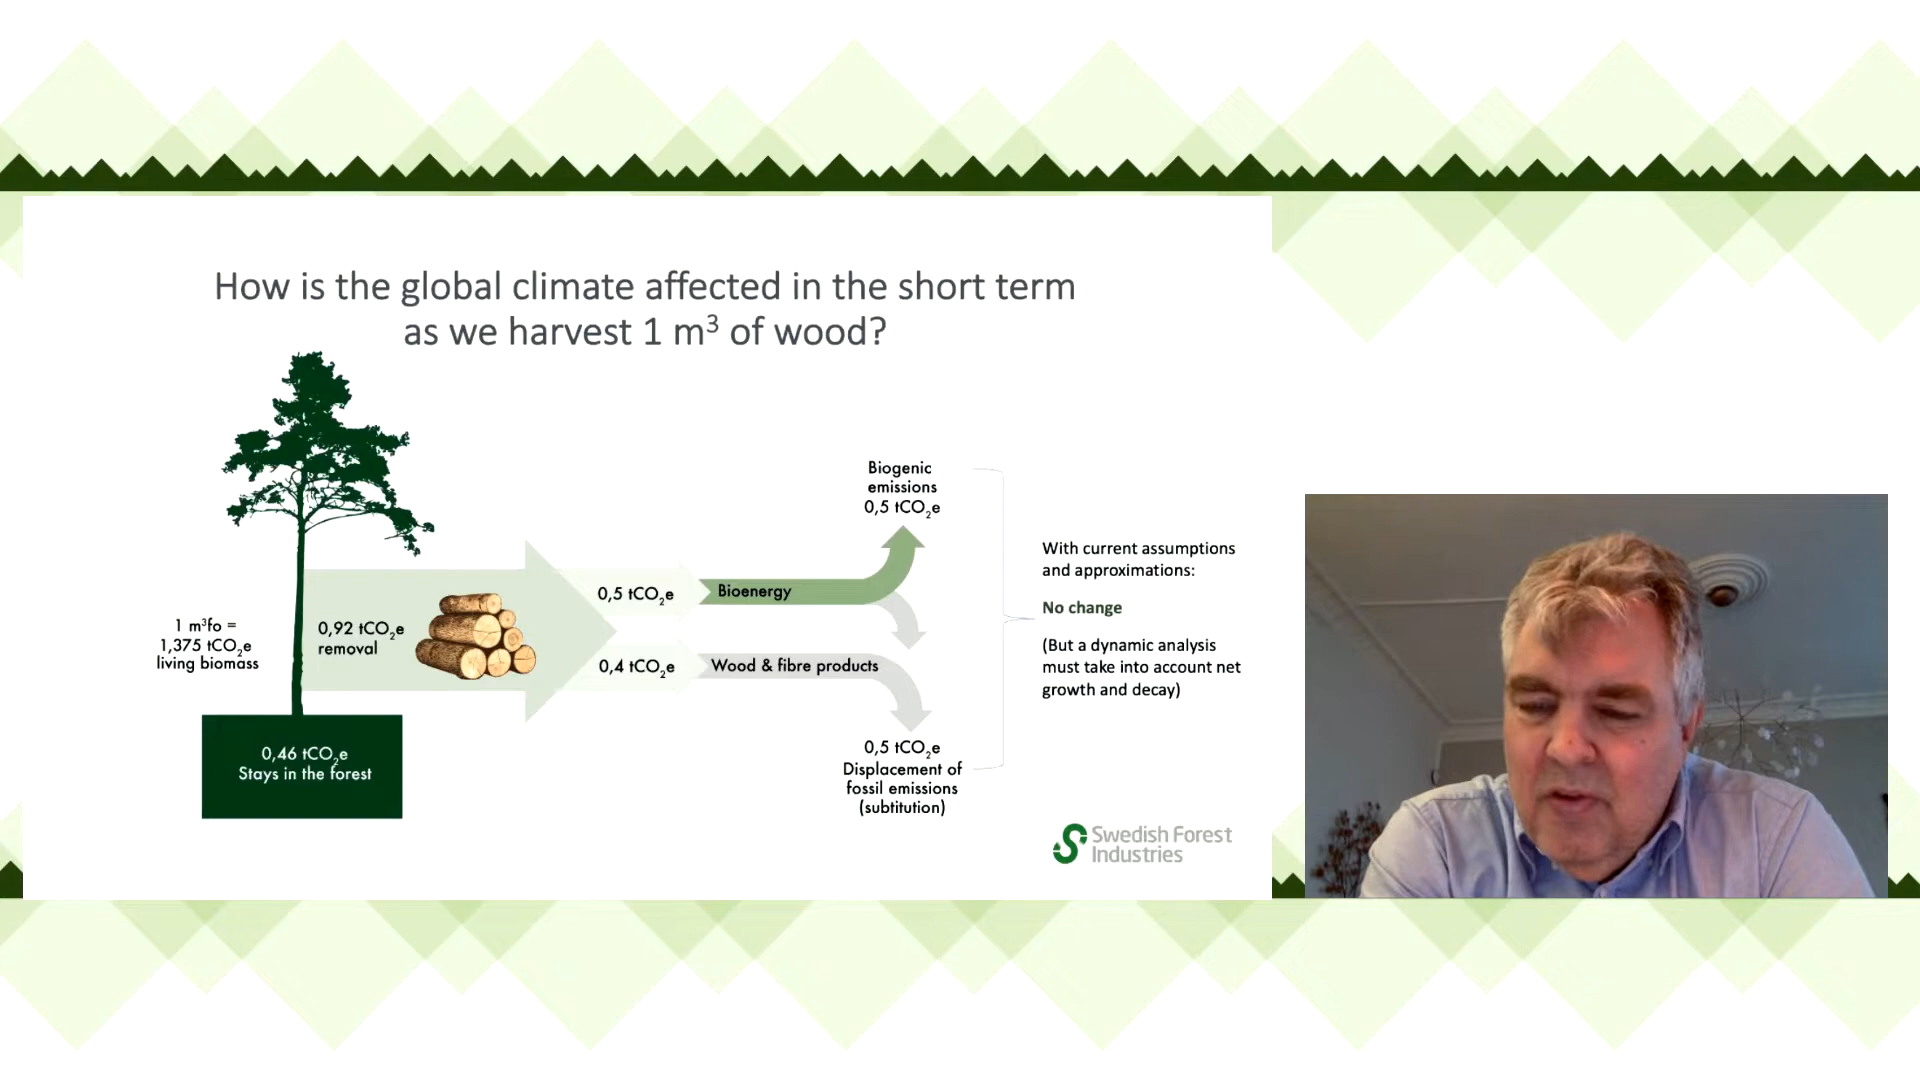 How is the global climate affected in the short term
as we harvest 1 m³ of wood?
1 m³fo =
1,375 tCO₂e
living biomass
0,92 tCO₂e
removal
0,46 tCO₂e
Stays in the forest
0,5 tCO₂e
Bioenergy
0,4 tCO₂e
Wood & fibre products
Biogenic
emissions
0,5 tCO₂e
0,5 tCO₂e
Displacement of
fossil emissions
(subtitution)
With current assumptions
and approximations:
No change
(But a dynamic analysis
must take into account net
growth and decay)
Swedish Forest
Industries